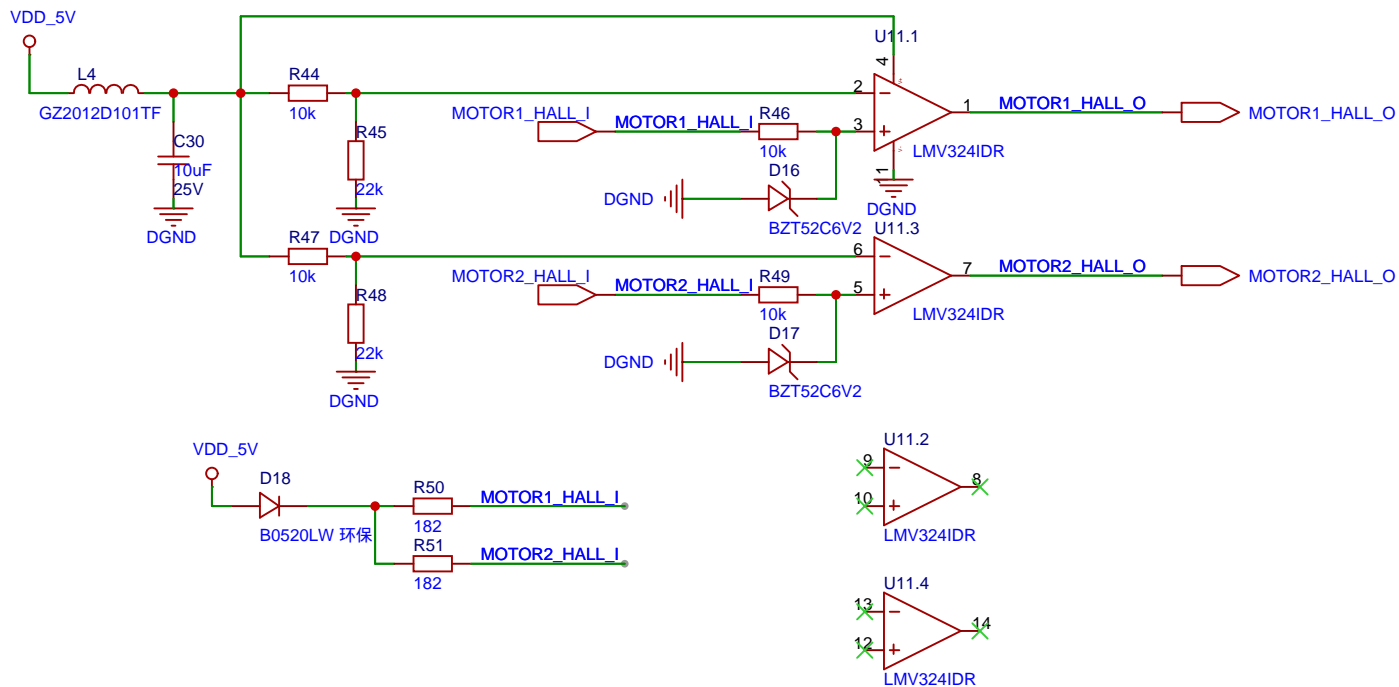 VDD_5V
L4
GZ2012D101TF
C30
10uF
25V
DGND
R44
10k
R45
22k
DGND
R47
10k
R48
22k
DGND
MOTOR1_HALL_I
MOTOR1_HALL_I
R46
10k
D16
DGND
BZT52C6V2
U11.1
4
2
3
1
11
LMV324IDR
DGND
MOTOR1_HALL_O
MOTOR1_HALL_O
MOTOR2_HALL_I
MOTOR2_HALL_I
R49
10k
D17
DGND
BZT52C6V2
U11.3
6
5
7
LMV324IDR
MOTOR2_HALL_O
MOTOR2_HALL_O
VDD_5V
D18
B0520LW 环保
R50
182
MOTOR1_HALL_I
R51
182
MOTOR2_HALL_I
U11.2
9
10
8
LMV324IDR
U11.4
13
12
14
LMV324IDR